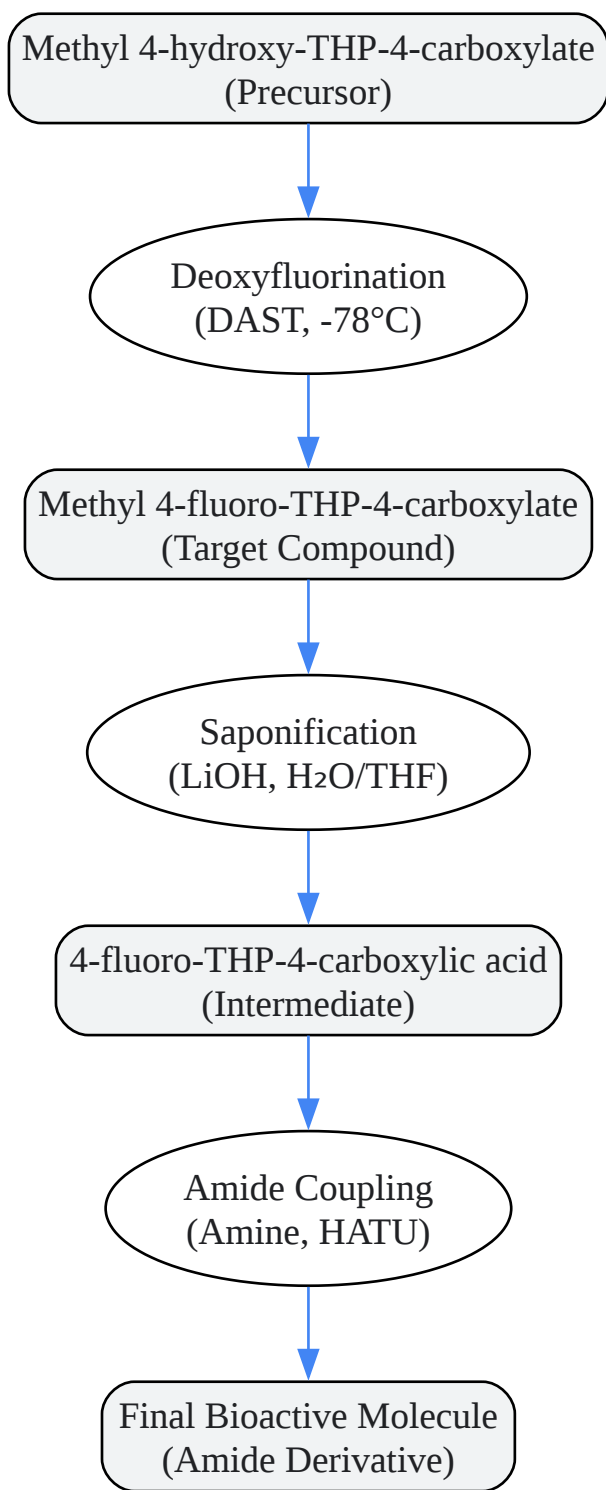 Methyl 4-hydroxy-THP-4-carboxylate
(Precursor)
Deoxyfluorination
(DAST, -78°C)
Methyl 4-fluoro-THP-4-carboxylate
(Target Compound)
Saponification
(LiOH, H₂O/THF)
4-fluoro-THP-4-carboxylic acid
(Intermediate)
Amide Coupling
(Amine, HATU)
Final Bioactive Molecule
(Amide Derivative)